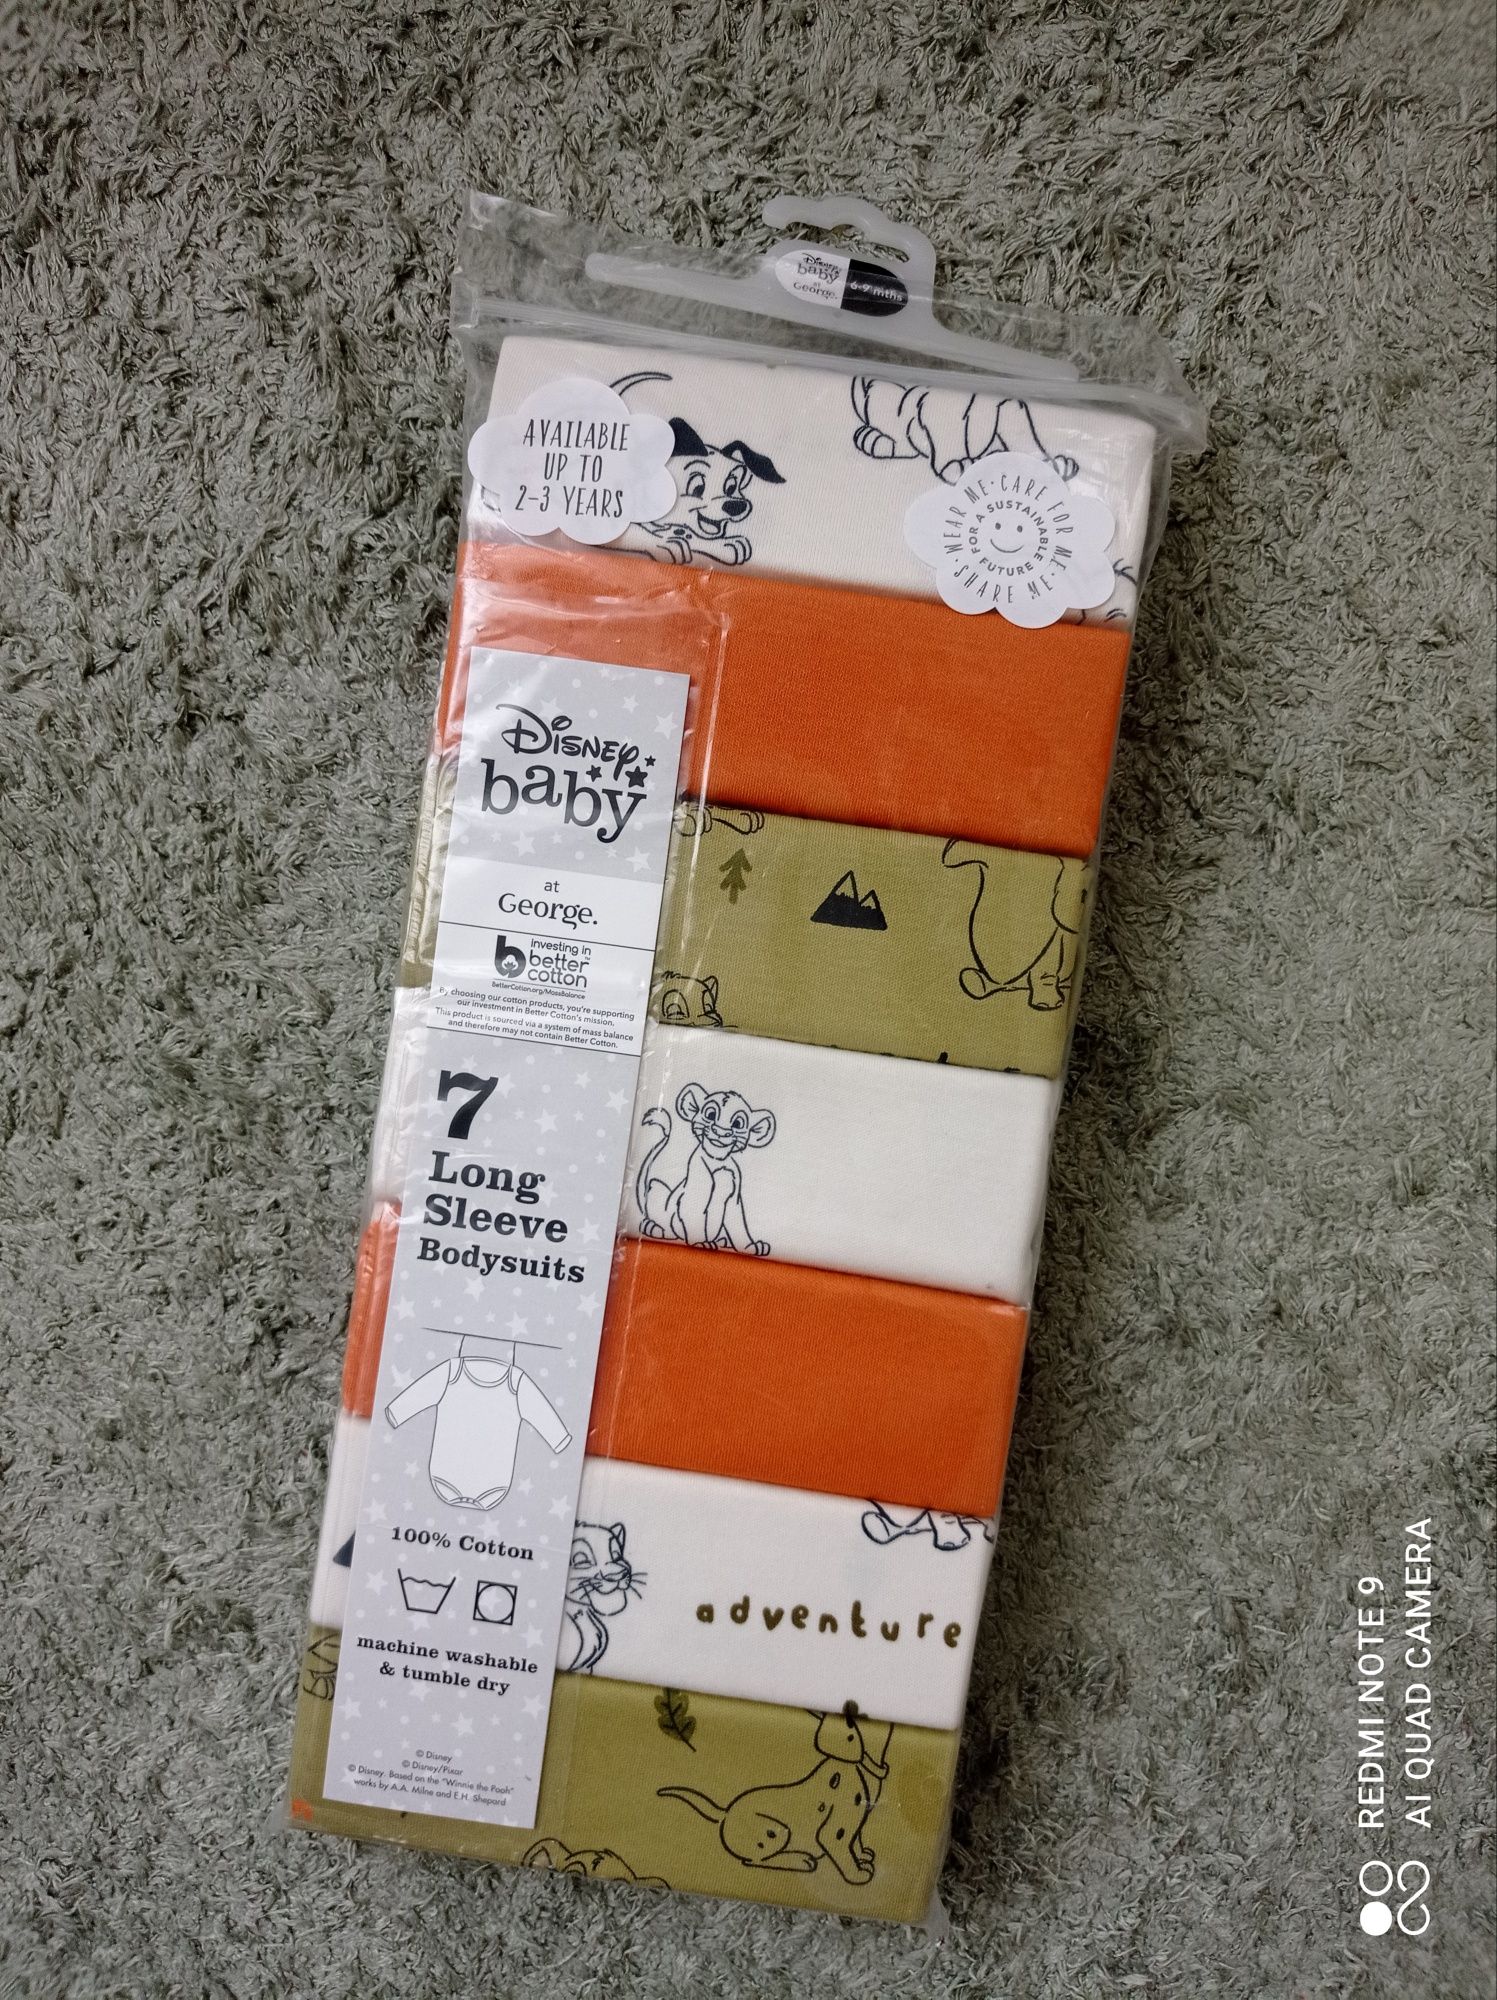 Disney
baby
at
George.
6-9 mths
AVAILABLE
UP TO
2-3 YEARS
WEAR ME · CARE FOR ME · SHARE ME ·
FOR A SUSTAINABLE FUTURE
Disney
baby
at
George.
investing in
better
cotton
BetterCotton.org/MassBalance
By choosing our cotton products, you're supporting
our investment in Better Cotton's mission.
This product is sourced via a system of mass balance
and therefore may not contain Better Cotton.
7
Long
Sleeve
Bodysuits
100% Cotton
machine washable
& tumble dry
© Disney
© Disney/Pixar
© Disney. Based on the "Winnie the Pooh"
works by A.A. Milne and E.H. Shepard
adventure
REDMI NOTE 9
AI QUAD CAMERA